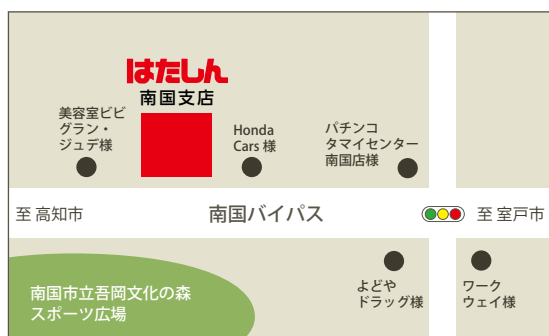 はたしん
南国支店
美容室ビビ
グラン・
ジュデ様
Honda
Cars 様
パチンコ
タマイセンター
南国店様
至 高知市
南国バイパス
至 室戸市
よどや
ドラッグ様
ワーク
ウェイ様
南国市立吾岡文化の森
スポーツ広場